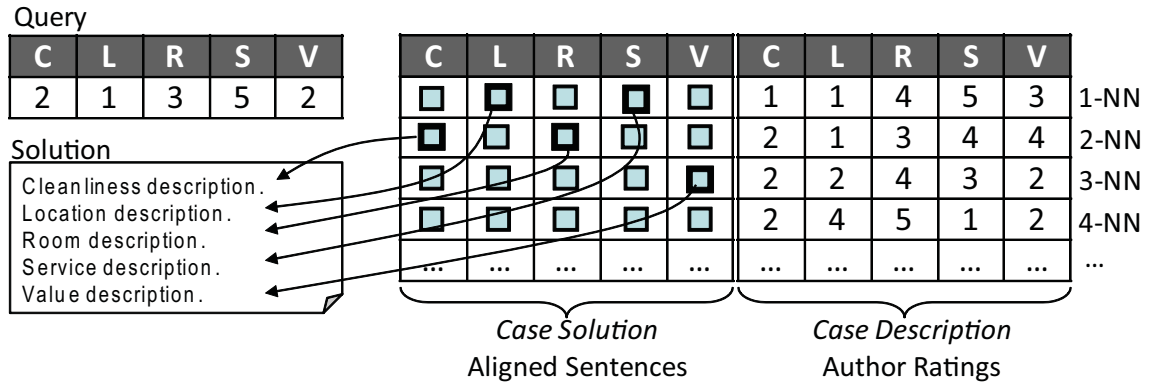 Query
C L R S V
2 1 3 5 2
Solution
Cleanliness description.
Location description.
Room description.
Service description.
Value description.
C L R S V C L R S V
1 1 4 5 3 1-NN
2 1 3 4 4 2-NN
2 2 4 3 2 3-NN
2 4 5 1 2 4-NN
... ... ... ... ... ... ... ... ... ... ...
Case Solution
Aligned Sentences
Case Description
Author Ratings